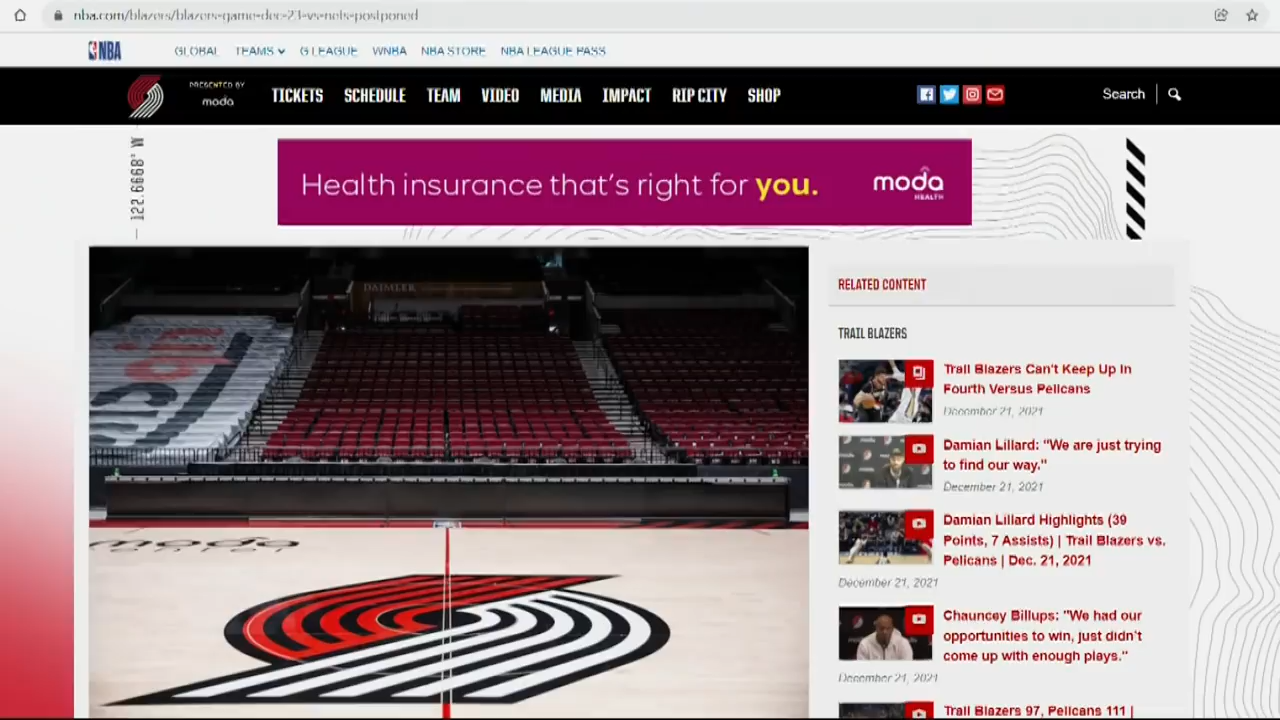 nba.com/blazers/blazers-game-dec-23-vs-nets-postponed
NBA GLOBAL TEAMS G LEAGUE WNBA NBA STORE NBA LEAGUE PASS
PRESENTED BY
moda
TICKETS SCHEDULE TEAM VIDEO MEDIA IMPACT RIP CITY SHOP Search
122.6668° W
Health insurance that's right for you.
moda
HEALTH
DAIMLER
moda
center
RELATED CONTENT
TRAIL BLAZERS
Trail Blazers Can't Keep Up In
Fourth Versus Pelicans
December 21, 2021
Damian Lillard: "We are just trying
to find our way."
December 21, 2021
Damian Lillard Highlights (39
Points, 7 Assists) | Trail Blazers vs.
Pelicans | Dec. 21, 2021
December 21, 2021
Chauncey Billups: "We had our
opportunities to win, just didn't
come up with enough plays."
December 21, 2021
Trail Blazers 97, Pelicans 111 |